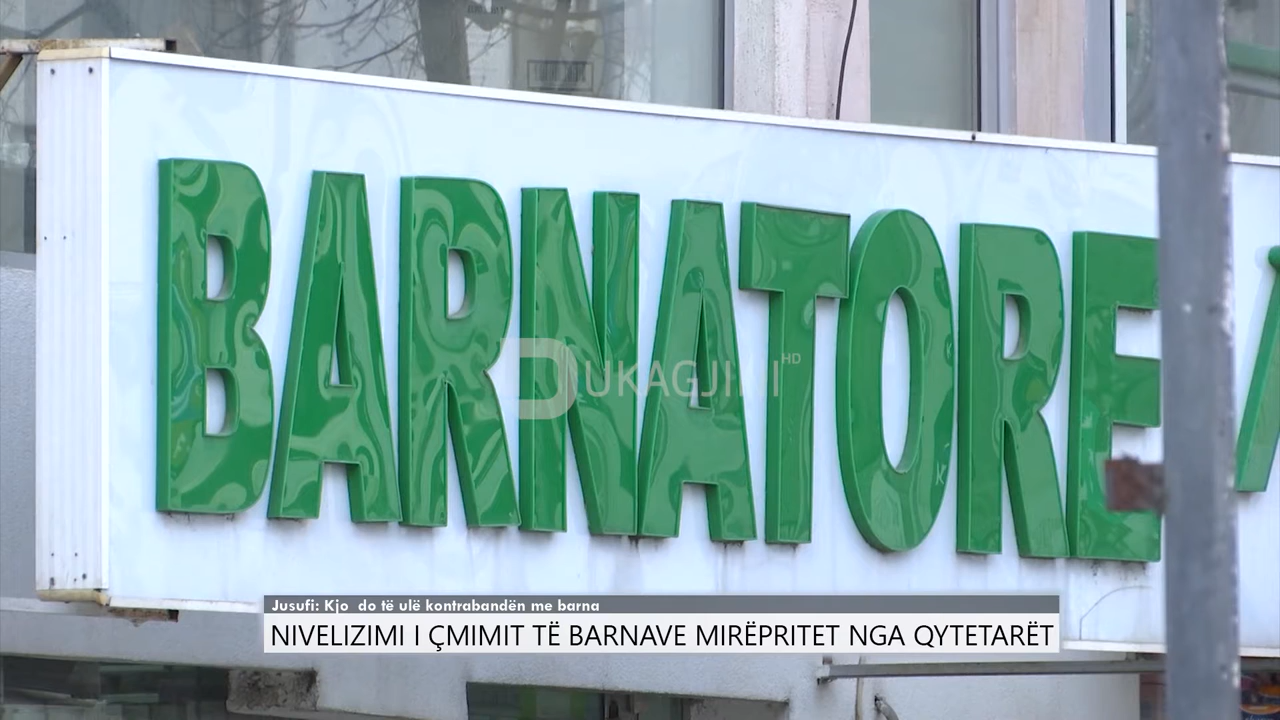 BARNATORE
DUKAGJINI HD
Jusufi: Kjo do të ulë kontrabandën me barna
NIVELIZIMI I ÇMIMIT TË BARNAVE MIRËPRITET NGA QYTETARËT